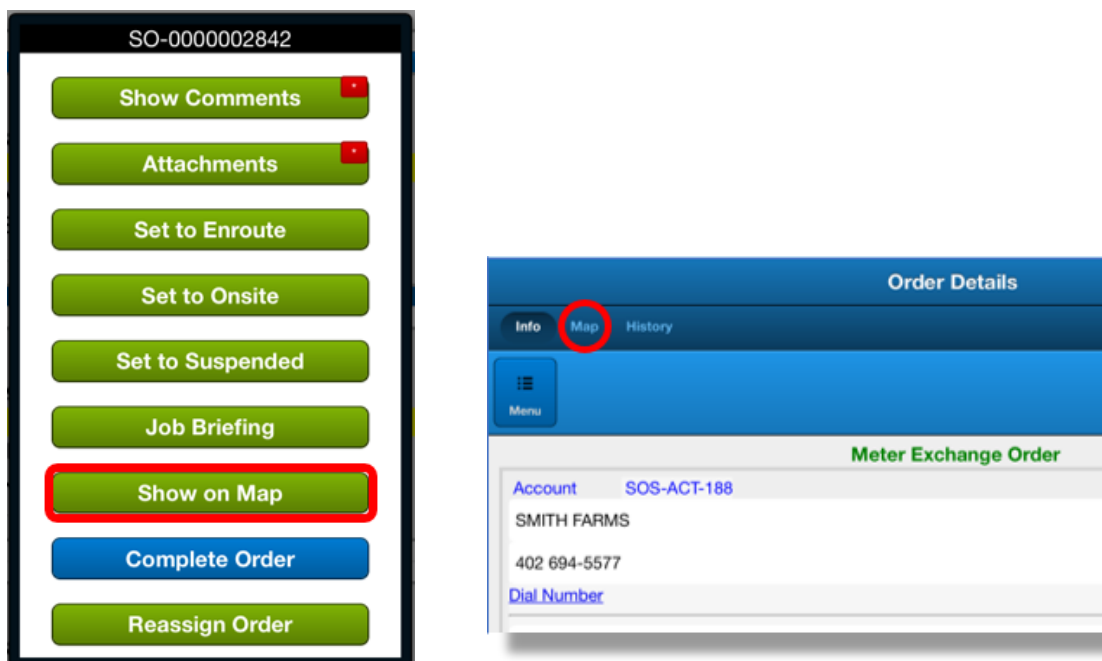 SO-0000002842
Show Comments
*
Attachments
*
Set to Enroute
Set to Onsite
Set to Suspended
Job Briefing
Show on Map
Complete Order
Reassign Order
Order Details
Info Map History
Menu
Meter Exchange Order
Account SOS-ACT-188
SMITH FARMS
402 694-5577
Dial Number